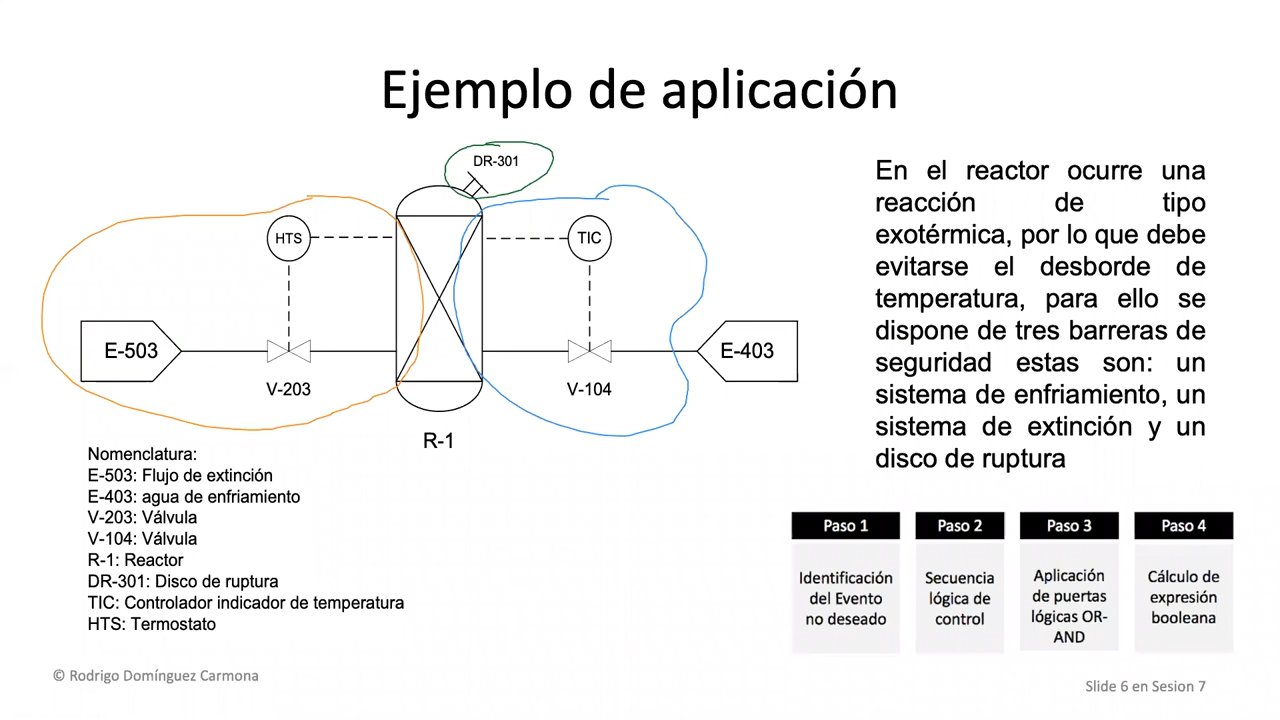 Ejemplo de aplicación
DR-301
HTS
TIC
E-503
E-403
V-203
V-104
R-1
Nomenclatura:
E-503: Flujo de extinción
E-403: agua de enfriamiento
V-203: Válvula
V-104: Válvula
R-1: Reactor
DR-301: Disco de ruptura
TIC: Controlador indicador de temperatura
HTS: Termostato
En el reactor ocurre una
reacción de tipo
exotérmica, por lo que debe
evitarse el desborde de
temperatura, para ello se
dispone de tres barreras de
seguridad estas son: un
sistema de enfriamiento, un
sistema de extinción y un
disco de ruptura
Paso 1
Identificación
del Evento
no deseado
Paso 2
Secuencia
lógica de
control
Paso 3
Aplicación
de puertas
lógicas OR-
AND
Paso 4
Cálculo de
expresión
booleana
© Rodrigo Domínguez Carmona
Slide 6 en Sesion 7